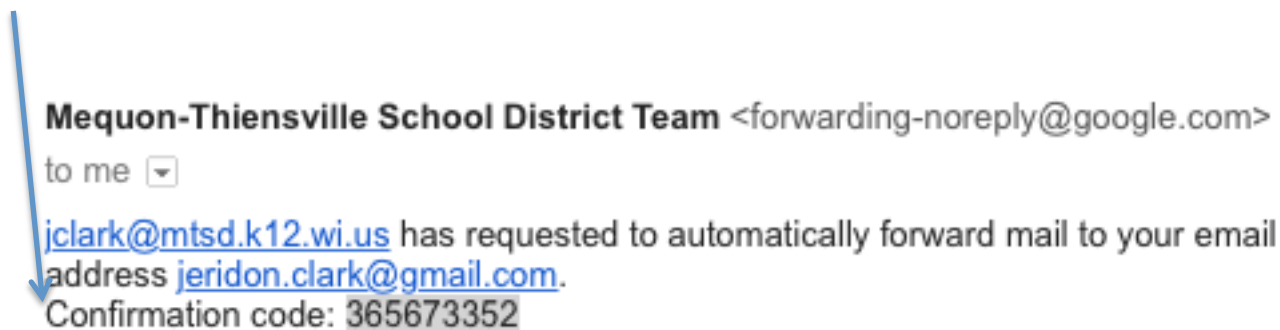 Mequon-Thiensville School District Team <forwarding-noreply@google.com>
to me
jclark@mtsd.k12.wi.us has requested to automatically forward mail to your email
address jeridon.clark@gmail.com.
Confirmation code: 365673352